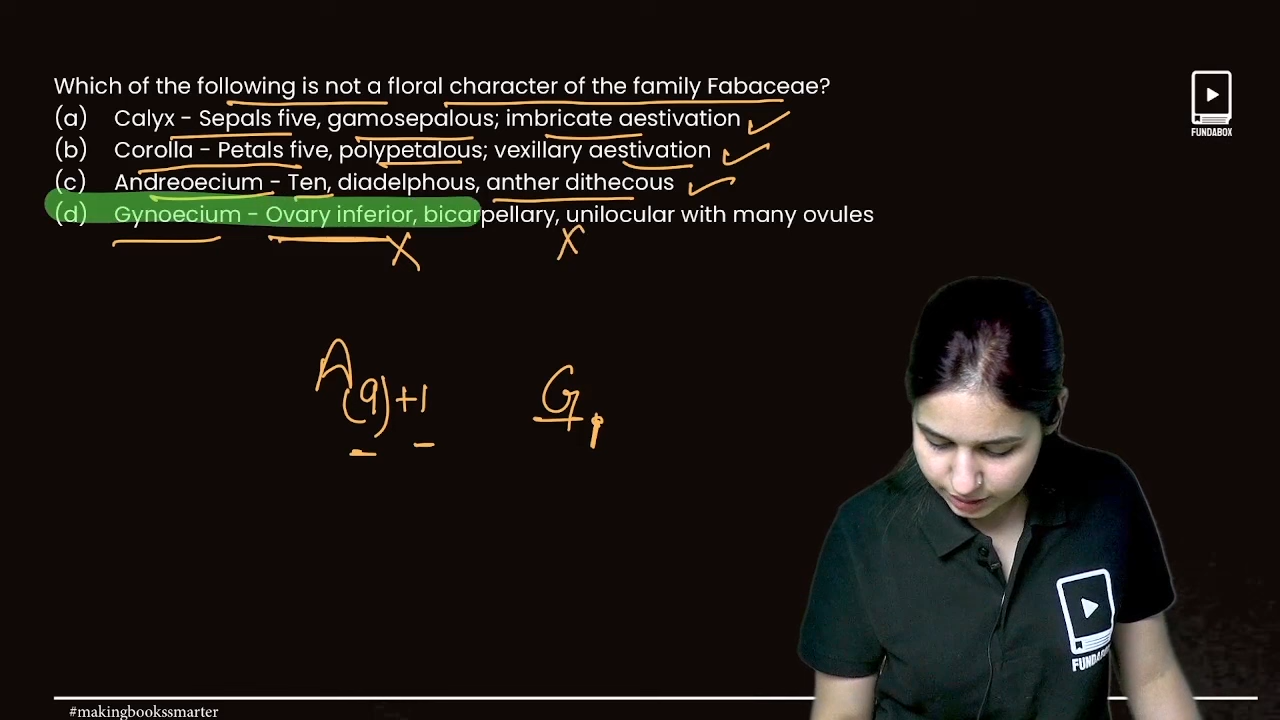 Which of the following is not a floral character of the family Fabaceae?
(a) Calyx - Sepals five, gamosepalous; imbricate aestivation
(b) Corolla - Petals five, polypetalous; vexillary aestivation
(c) Andreoecium - Ten, diadelphous, anther dithecous
(d) Gynoecium - Ovary inferior, bicarpellary, unilocular with many ovules
FUNDABOX
X X
A(9)+1 G1
FUNDAB
#makingbookssmarter